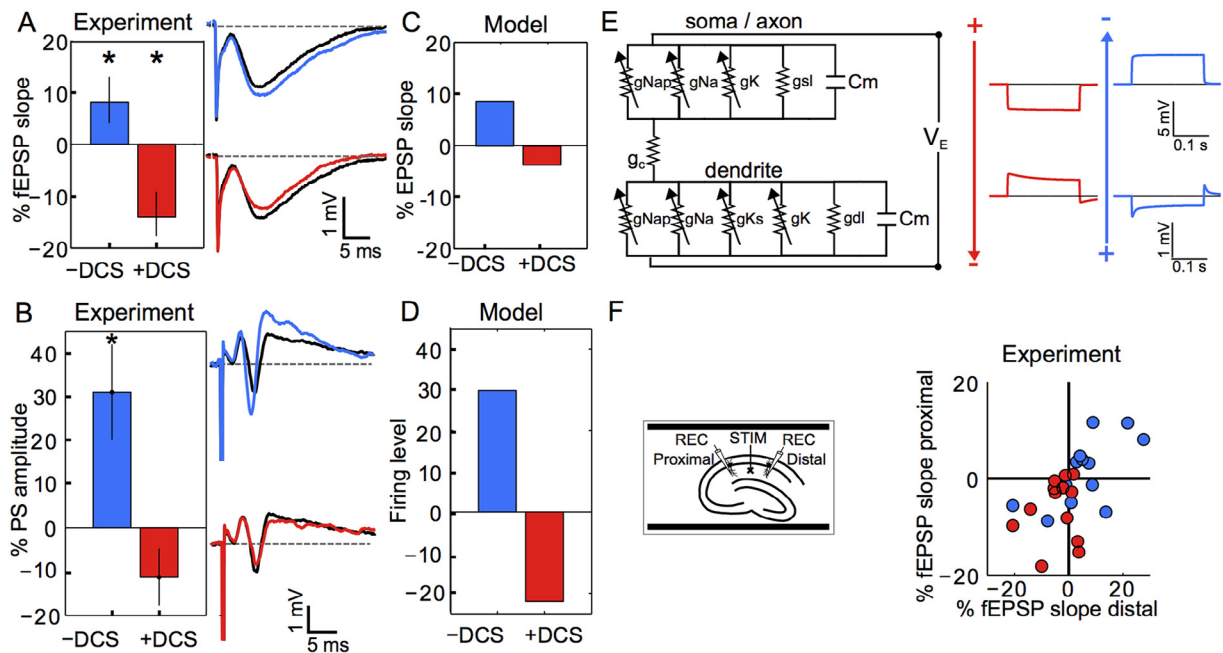 A
Experiment
% fEPSP slope
20
10
0
−10
−20
*
*
−DCS +DCS
1 mV
5 ms
C
Model
% EPSP slope
20
10
0
−10
−20
−DCS +DCS
E
soma / axon
gNap gNa gK gsl Cm
gc
VE
dendrite
gNap gNa gKs gK gdl Cm
+
-
-
+
5 mV
0.1 s
1 mV
0.1 s
B
Experiment
% PS amplitude
40
30
20
10
0
−10
−20
*
−DCS +DCS
1 mV
5 ms
D
Model
Firing level
40
30
20
10
0
−10
−20
−DCS +DCS
F
REC STIM REC
Proximal Distal
Experiment
% fEPSP slope proximal
20
0
−20
−20 0 20
% fEPSP slope distal